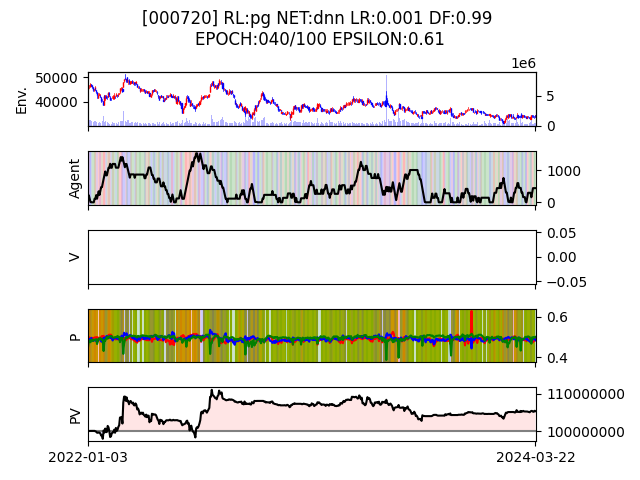 [000720] RL:pg NET:dnn LR:0.001 DF:0.99
EPOCH:040/100 EPSILON:0.61
1e6
Env.
50000
40000
5
0
Agent
1000
0
V
0.05
0.00
−0.05
P
0.6
0.4
PV
110000000
100000000
2022-01-03
2024-03-22